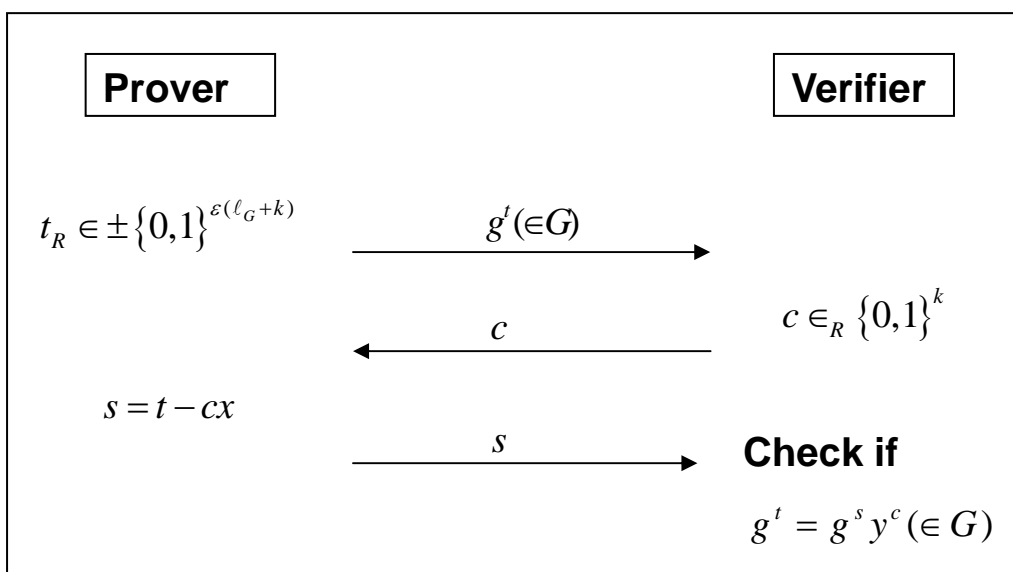 Prover
Verifier
t_R ∈ ±{0,1}^{ε(ℓ_G+k)}
g^t(∈G)
c ∈_R {0,1}^k
c
s = t − cx
s
Check if
g^t = g^s y^c (∈ G)